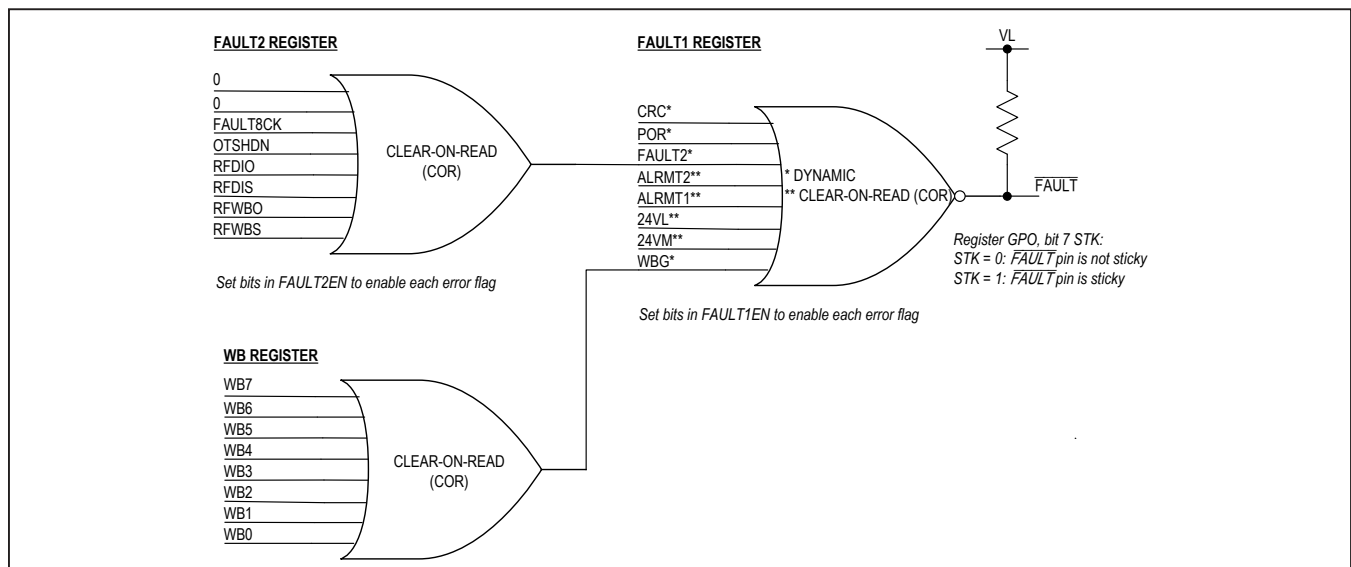 FAULT2 REGISTER
0
0
FAULT8CK
OTSHDN
RFDIO
RFDIS
RFWBO
RFWBS
CLEAR-ON-READ
(COR)
Set bits in FAULT2EN to enable each error flag
WB REGISTER
WB7
WB6
WB5
WB4
WB3
WB2
WB1
WB0
CLEAR-ON-READ
(COR)
FAULT1 REGISTER
CRC*
POR*
FAULT2*
ALRMT2**
ALRMT1**
24VL**
24VM**
WBG*
* DYNAMIC
** CLEAR-ON-READ (COR)
Set bits in FAULT1EN to enable each error flag
VL
FAULT
Register GPO, bit 7 STK:
STK = 0: FAULT pin is not sticky
STK = 1: FAULT pin is sticky